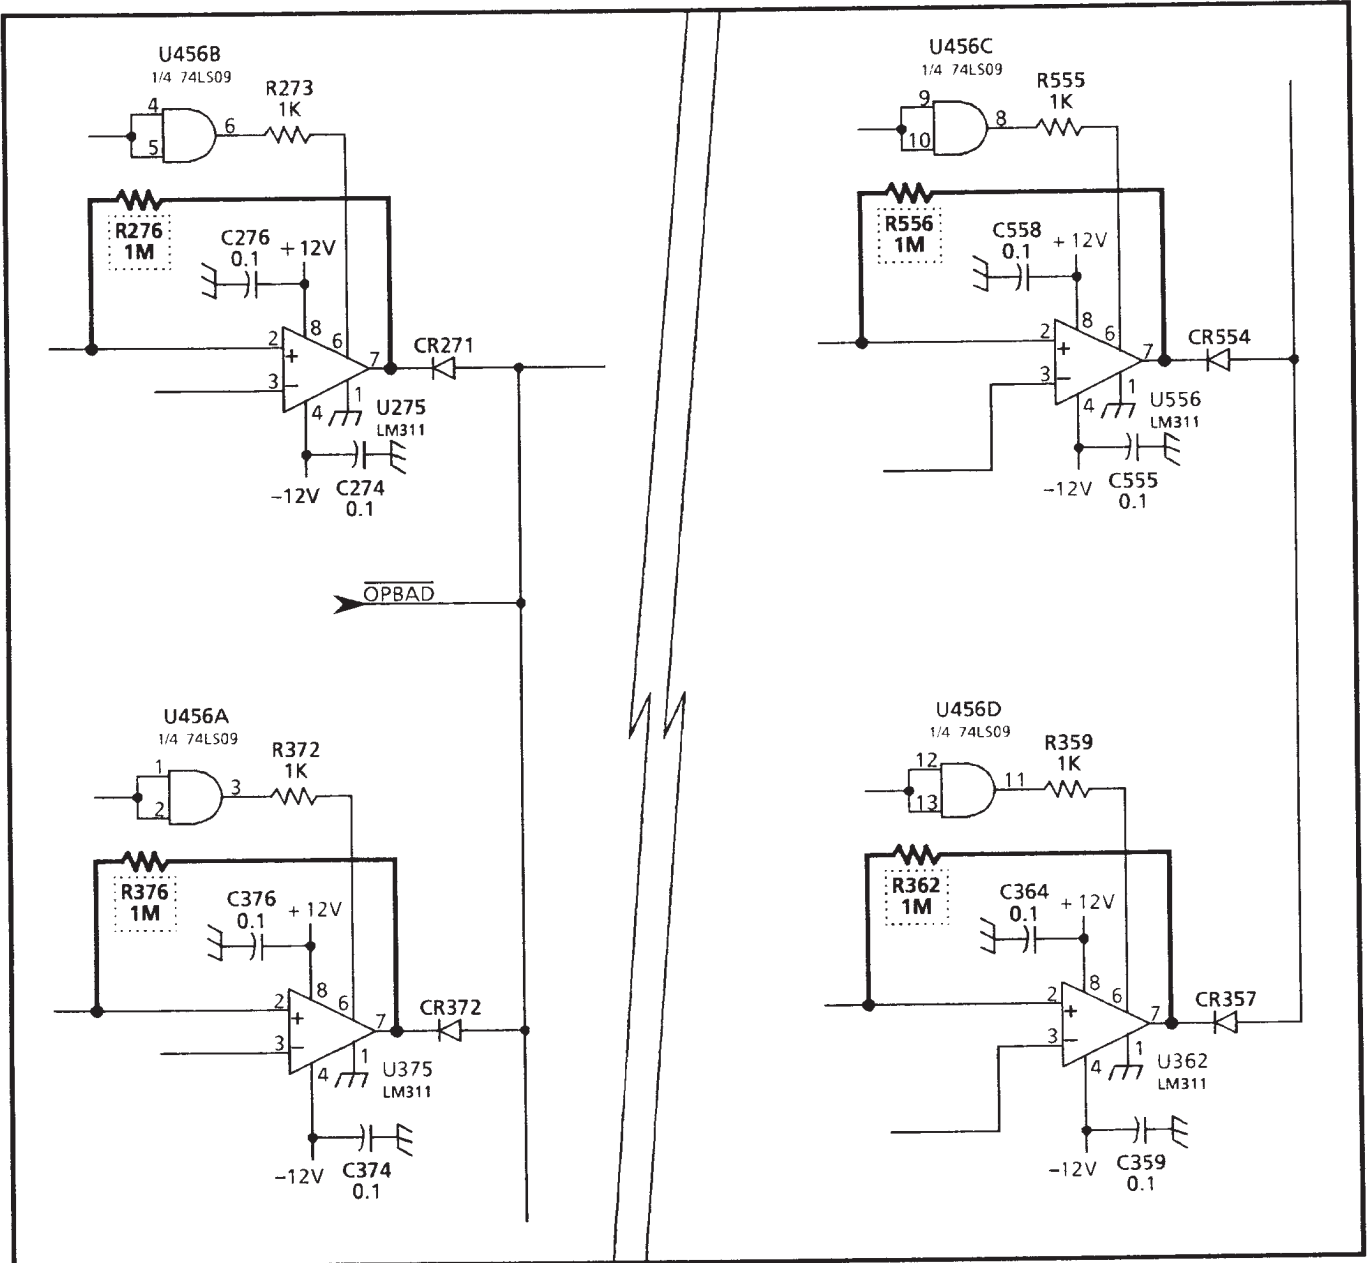 U456B
1/4 74LS09
R273
1K
4
5
6
R276
1M
C276
0.1
+12V
2
+
3
−
8
6
7
1
4
CR271
U275
LM311
C274
0.1
−12V
OPBAD
U456A
1/4 74LS09
R372
1K
1
2
3
R376
1M
C376
0.1
+12V
2
+
3
−
8
6
7
1
4
CR372
U375
LM311
C374
0.1
−12V
U456C
1/4 74LS09
R555
1K
9
10
8
R556
1M
C558
0.1
+12V
2
+
3
−
8
6
7
1
4
CR554
U556
LM311
C555
0.1
−12V
U456D
1/4 74LS09
R359
1K
12
13
11
R362
1M
C364
0.1
+12V
2
+
3
−
8
6
7
1
4
CR357
U362
LM311
C359
0.1
−12V